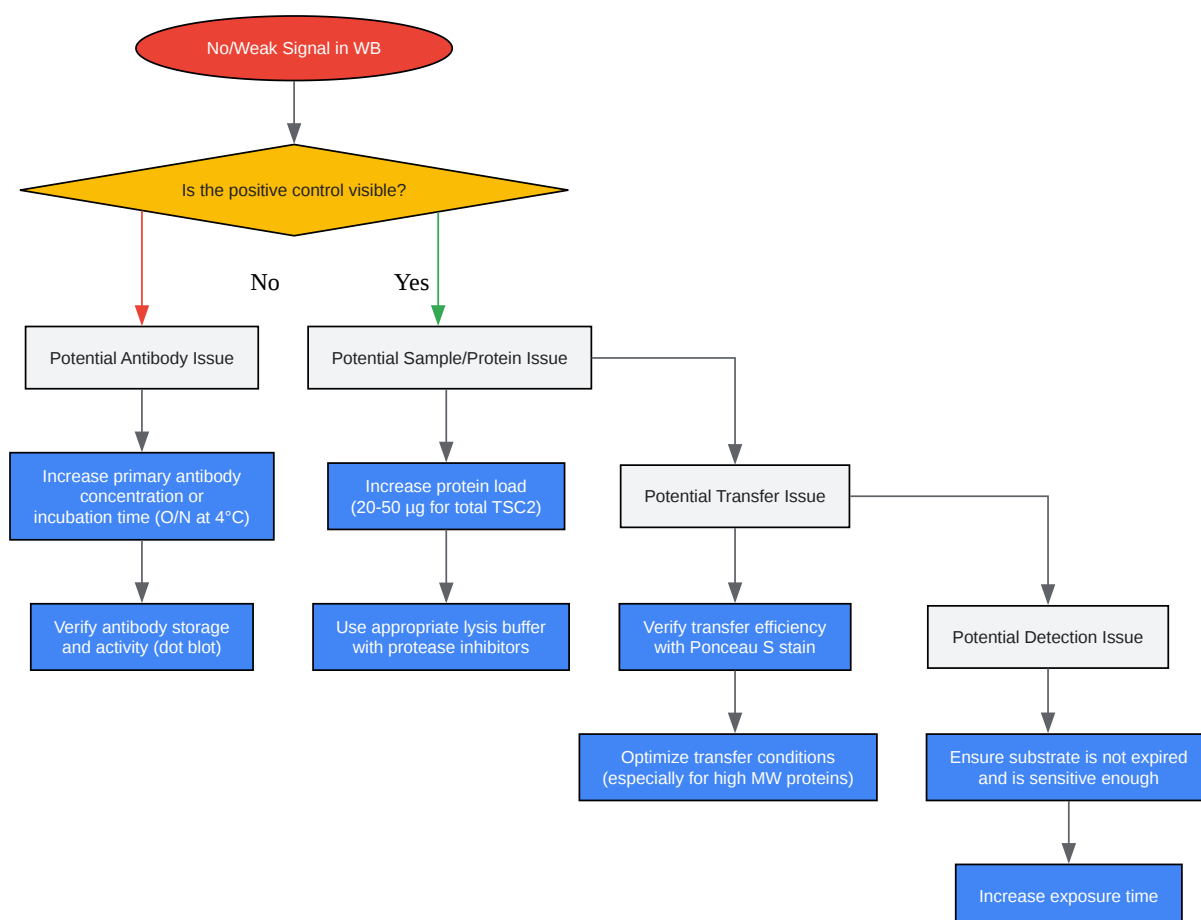 No/Weak Signal in WB
Is the positive control visible?
No
Yes
Potential Antibody Issue
Potential Sample/Protein Issue
Increase primary antibody
concentration or
incubation time (O/N at 4°C)
Increase protein load
(20-50 µg for total TSC2)
Potential Transfer Issue
Verify antibody storage
and activity (dot blot)
Use appropriate lysis buffer
with protease inhibitors
Verify transfer efficiency
with Ponceau S stain
Potential Detection Issue
Optimize transfer conditions
(especially for high MW proteins)
Ensure substrate is not expired
and is sensitive enough
Increase exposure time